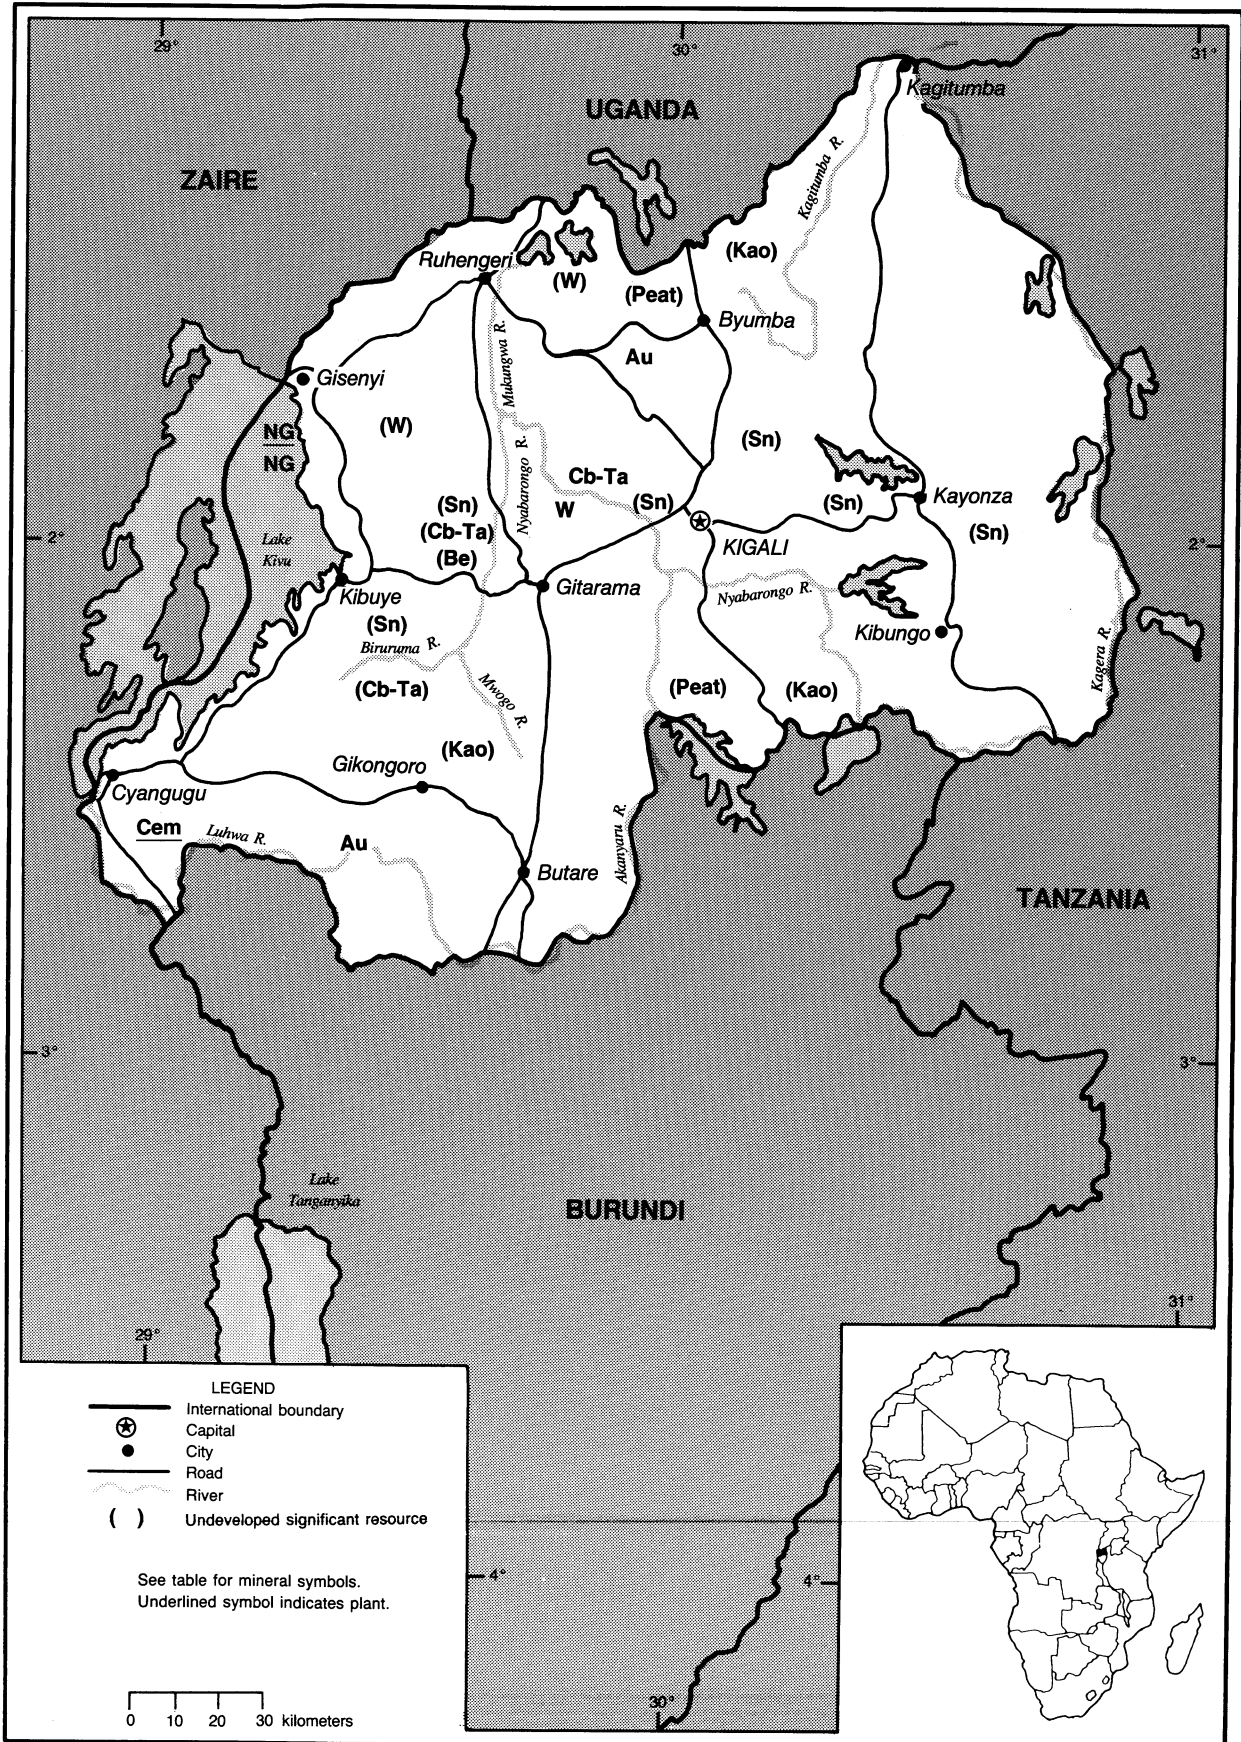 29°
30°
31°
Kagitumba
UGANDA
ZAIRE
Kagitumba R.
(Kao)
Ruhengeri
(W)
(Peat)
Byumba
Mukungwa R.
Au
Gisenyi
(W)
NG
NG
(Sn)
Nyabarongo R.
Cb-Ta
(Sn)
(Sn)
(Sn)
Kayonza
W
(Cb-Ta)
(Sn)
2°
Lake
Kivu
KIGALI
2°
(Be)
Kibuye
Gitarama
Nyabarongo R.
(Sn)
Kibungo
Biruruma R.
Kagera R.
(Cb-Ta)
Mwogo R.
(Peat)
(Kao)
(Kao)
Gikongoro
Cyangugu
Cem
Luhwa R.
Au
Akanyaru R.
Butare
TANZANIA
3°
3°
Lake
Tanganyika
BURUNDI
31°
29°
LEGEND
International boundary
Capital
City
Road
River
( ) Undeveloped significant resource
4°
4°
See table for mineral symbols.
Underlined symbol indicates plant.
30°
0 10 20 30 kilometers